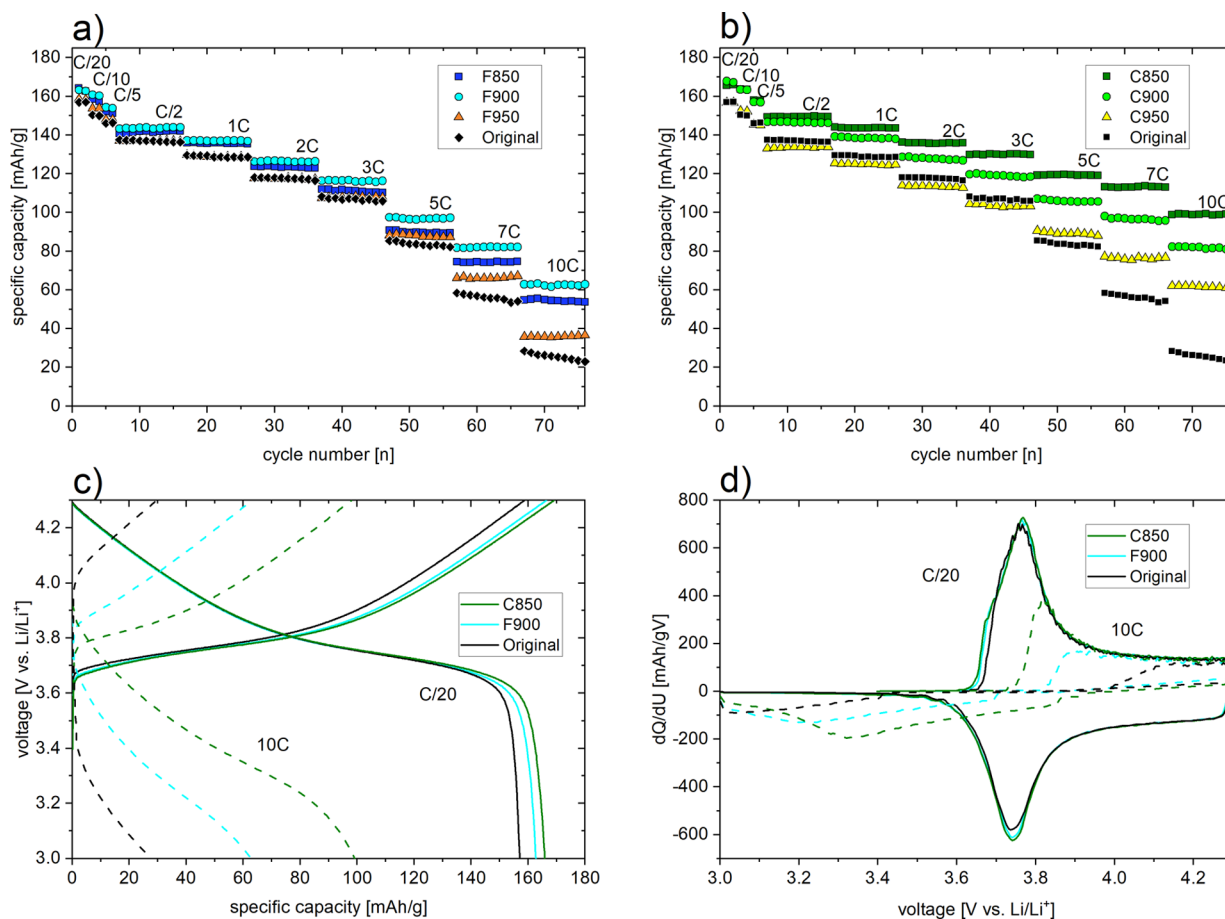 a)
C/20
C/10
C/5
C/2
1C
2C
3C
5C
7C
10C
F850
F900
F950
Original
180
160
140
120
100
80
60
40
20
0
0 10 20 30 40 50 60 70
specific capacity [mAh/g]
cycle number [n]
b)
C/20
C/10
C/5
C/2
1C
2C
3C
5C
7C
10C
C850
C900
C950
Original
180
160
140
120
100
80
60
40
20
0
0 10 20 30 40 50 60 70
specific capacity [mAh/g]
cycle number [n]
c)
C850
F900
Original
C/20
10C
4.2
4.0
3.8
3.6
3.4
3.2
3.0
0 20 40 60 80 100 120 140 160 180
voltage [V vs. Li/Li⁺]
specific capacity [mAh/g]
d)
C850
F900
Original
C/20
10C
800
600
400
200
0
-200
-400
-600
3.0 3.2 3.4 3.6 3.8 4.0 4.2
dQ/dU [mAh/gV]
voltage [V vs. Li/Li⁺]